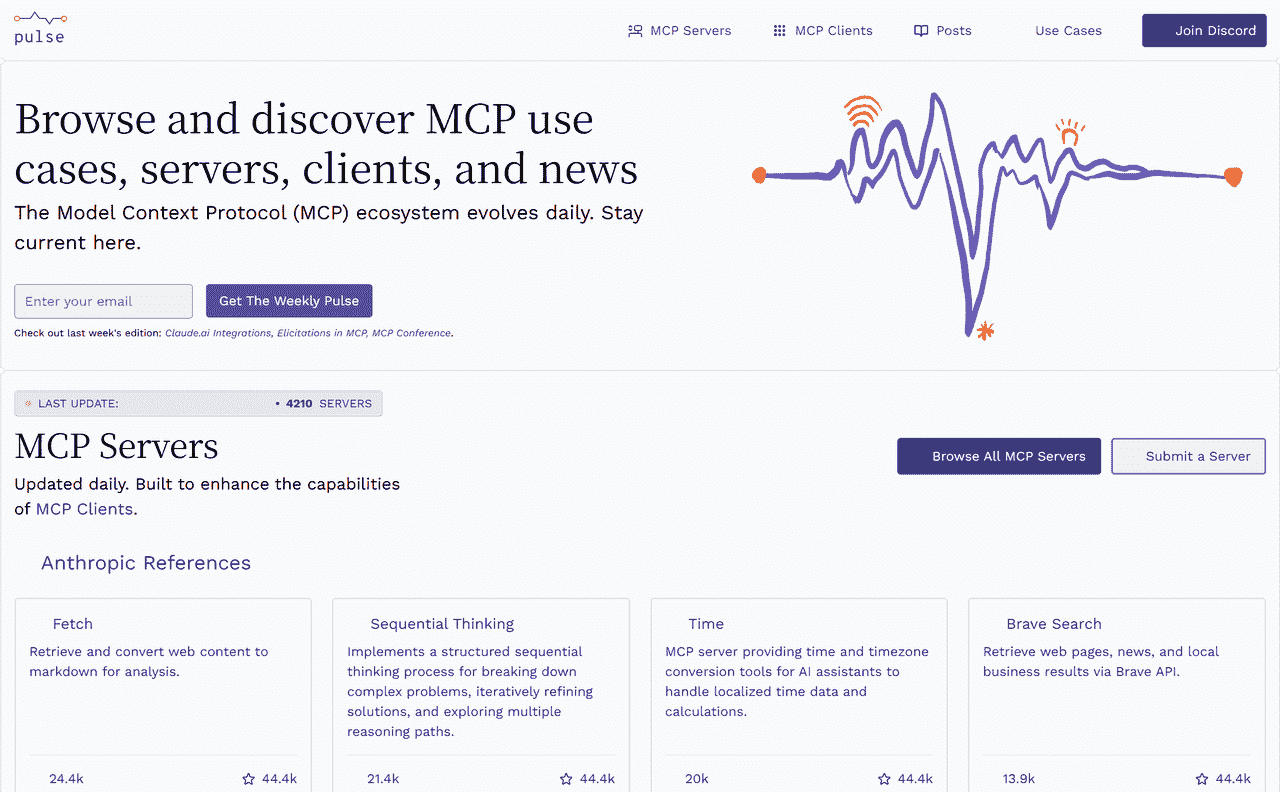 pulse
MCP Servers
MCP Clients
Posts
Use Cases
Join Discord
Browse and discover MCP use
cases, servers, clients, and news
The Model Context Protocol (MCP) ecosystem evolves daily. Stay
current here.
Enter your email
Get The Weekly Pulse
Check out last week's edition: Claude.ai Integrations, Elicitations in MCP, MCP Conference.
LAST UPDATE: • 4210 SERVERS
MCP Servers
Updated daily. Built to enhance the capabilities
of MCP Clients.
Browse All MCP Servers
Submit a Server
Anthropic References
Fetch
Retrieve and convert web content to
markdown for analysis.
24.4k 44.4k
Sequential Thinking
Implements a structured sequential
thinking process for breaking down
complex problems, iteratively refining
solutions, and exploring multiple
reasoning paths.
21.4k 44.4k
Time
MCP server providing time and timezone
conversion tools for AI assistants to
handle localized time data and
calculations.
20k 44.4k
Brave Search
Retrieve web pages, news, and local
business results via Brave API.
13.9k 44.4k